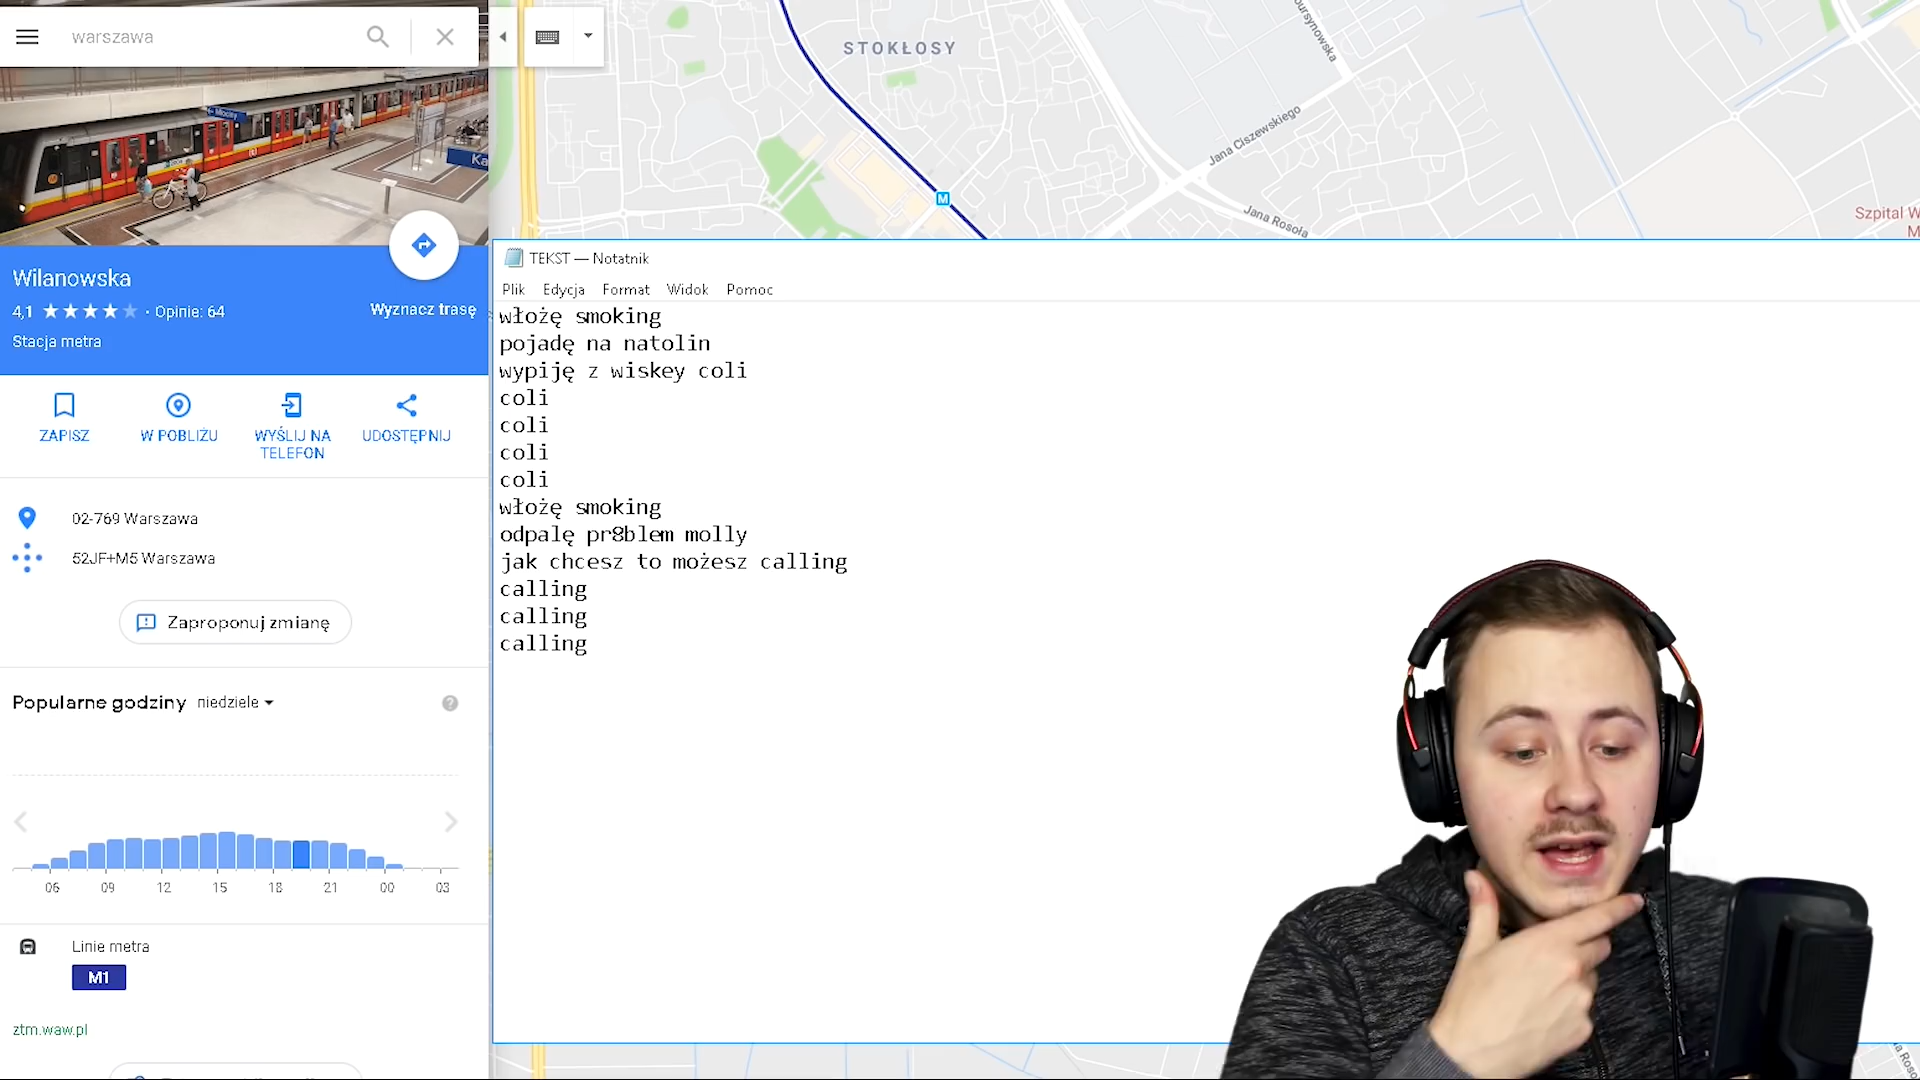 warszawa
Wilanowska
4,1 · Opinie: 64
Wyznacz trasę
Stacja metra
ZAPISZ
W POBLIŻU
WYŚLIJ NA
TELEFON
UDOSTĘPNIJ
02-769 Warszawa
52JF+M5 Warszawa
Zaproponuj zmianę
Popularne godziny niedziele
06 09 12 15 18 21 00 03
Linie metra
M1
ztm.waw.pl
STOKŁOSY
Jana Ciszewskiego
Jana Rosoła
Szpital W
M
TEKST — Notatnik
Plik Edycja Format Widok Pomoc
włożę smoking
pojadę na natolin
wypiję z wiskey coli
coli
coli
coli
coli
włożę smoking
odpalę pr8blem molly
jak chcesz to możesz calling
calling
calling
calling